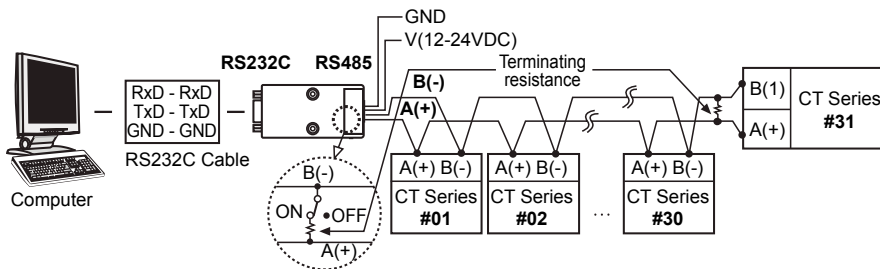 GND
V(12-24VDC)
RS232C RS485
Terminating
resistance
B(-)
A(+)
RxD - RxD
TxD - TxD
GND - GND
RS232C Cable
Computer
B(-)
ON OFF
A(+)
A(+) B(-)
CT Series
#01
A(+) B(-)
CT Series
#02
...
A(+) B(-)
CT Series
#30
B(1)
A(+)
CT Series
#31